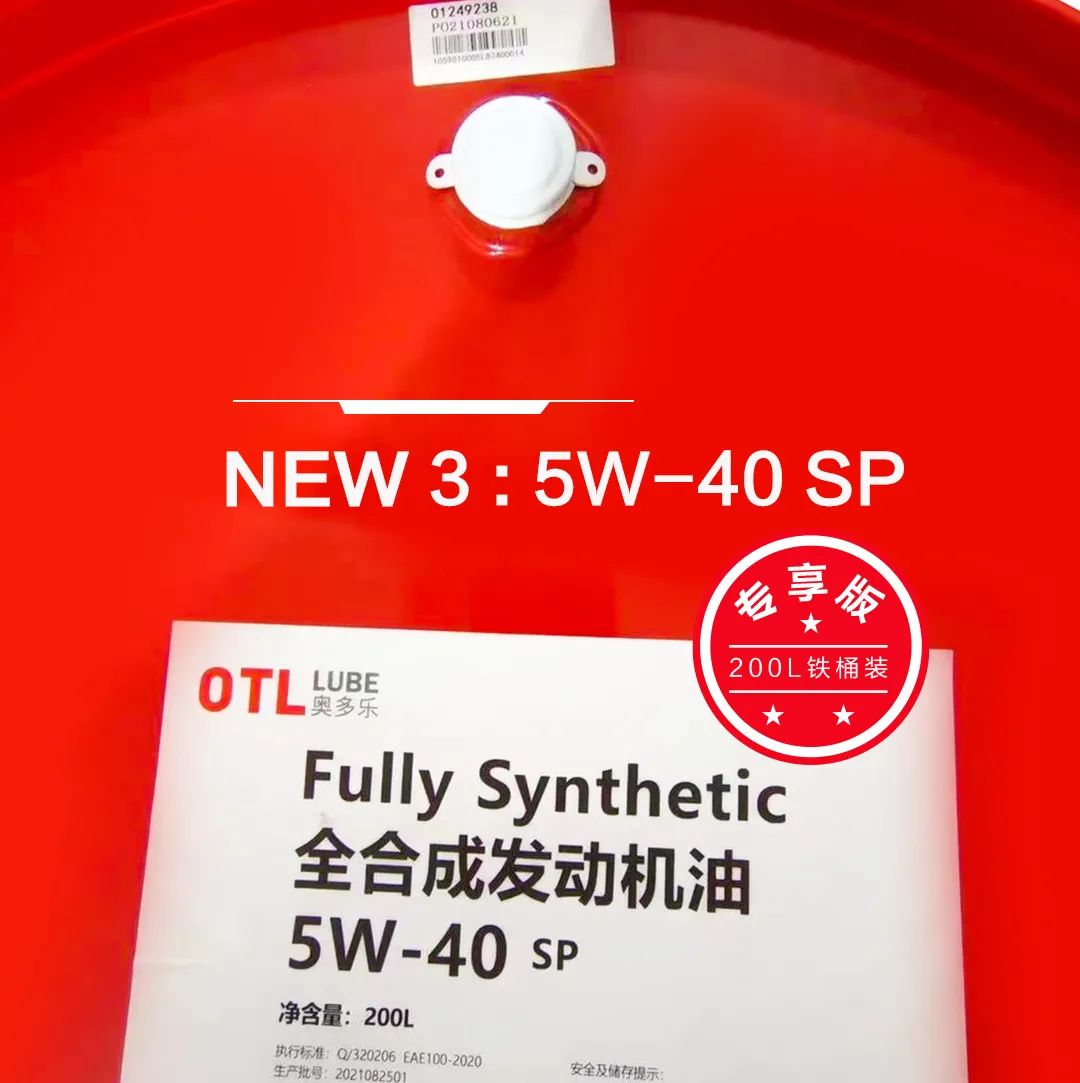 01249238
P021080621
1059010005LB2400014
NEW 3 : 5W-40 SP
专享版
200L铁桶装
OTL LUBE
奥多乐
Fully Synthetic
全合成发动机油
5W-40 SP
净含量：200L
执行标准：Q/320206 EAE100-2020
生产批号：2021082501
安全及储存提示：